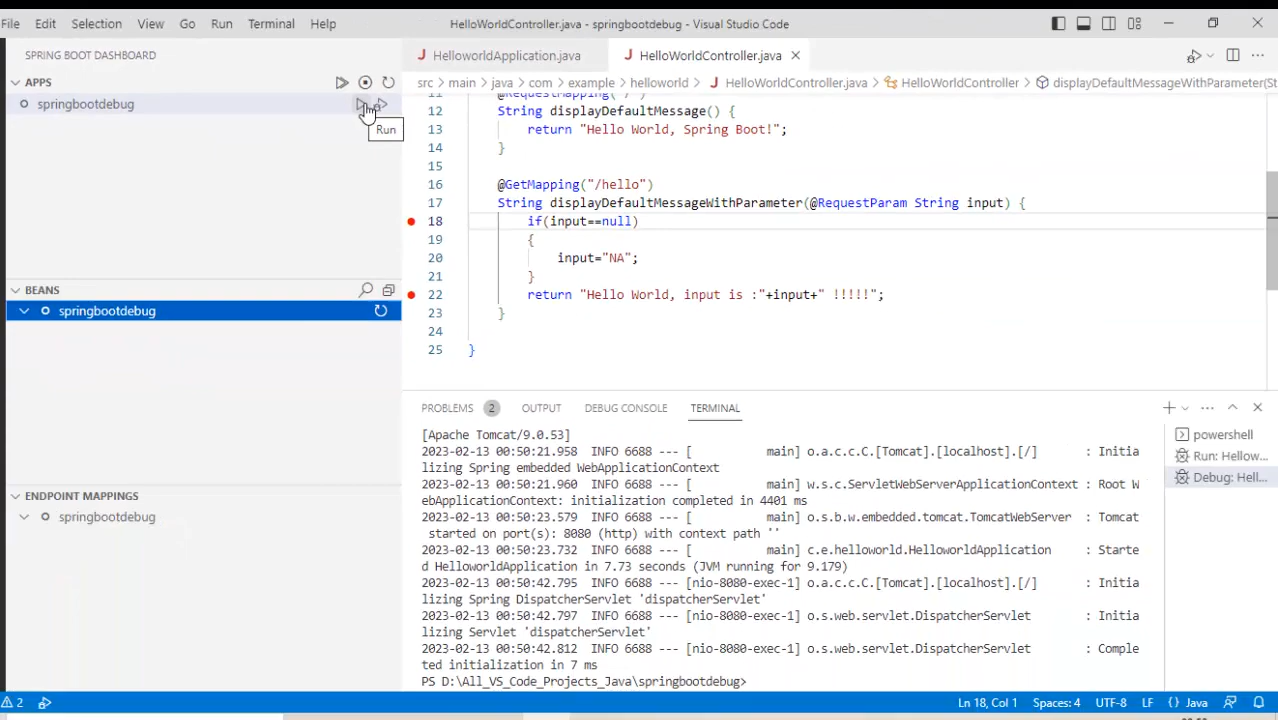 File Edit Selection View Go Run Terminal Help HelloWorldController.java - springbootdebug - Visual Studio Code
SPRING BOOT DASHBOARD
APPS
springbootdebug
Run
BEANS
springbootdebug
ENDPOINT MAPPINGS
springbootdebug
HelloworldApplication.java HelloWorldController.java
src > main > java > com > example > helloworld > HelloWorldController.java > HelloWorldController > displayDefaultMessageWithParameter(St
11 @RequestMapping("/")
12 String displayDefaultMessage() {
13 return "Hello World, Spring Boot!";
14 }
15
16 @GetMapping("/hello")
17 String displayDefaultMessageWithParameter(@RequestParam String input) {
18 if(input==null)
19 {
20 input="NA";
21 }
22 return "Hello World, input is :"+input+" !!!!!";
23 }
24
25 }
PROBLEMS 2 OUTPUT DEBUG CONSOLE TERMINAL
[Apache Tomcat/9.0.53]
2023-02-13 00:50:21.958 INFO 6688 --- [ main] o.a.c.c.C.[Tomcat].[localhost].[/] : Initia
lizing Spring embedded WebApplicationContext
2023-02-13 00:50:21.960 INFO 6688 --- [ main] w.s.c.ServletWebServerApplicationContext : Root W
ebApplicationContext: initialization completed in 4401 ms
2023-02-13 00:50:23.579 INFO 6688 --- [ main] o.s.b.w.embedded.tomcat.TomcatWebServer : Tomcat
started on port(s): 8080 (http) with context path ''
2023-02-13 00:50:23.732 INFO 6688 --- [ main] c.e.helloworld.HelloworldApplication : Starte
d HelloworldApplication in 7.73 seconds (JVM running for 9.179)
2023-02-13 00:50:42.795 INFO 6688 --- [nio-8080-exec-1] o.a.c.c.C.[Tomcat].[localhost].[/] : Initia
lizing Spring DispatcherServlet 'dispatcherServlet'
2023-02-13 00:50:42.797 INFO 6688 --- [nio-8080-exec-1] o.s.web.servlet.DispatcherServlet : Initia
lizing Servlet 'dispatcherServlet'
2023-02-13 00:50:42.812 INFO 6688 --- [nio-8080-exec-1] o.s.web.servlet.DispatcherServlet : Comple
ted initialization in 7 ms
PS D:\All_VS_Code_Projects_Java\springbootdebug>
powershell
Run: Hellow...
Debug: Hell...
2 Ln 18, Col 1 Spaces: 4 UTF-8 LF {} Java